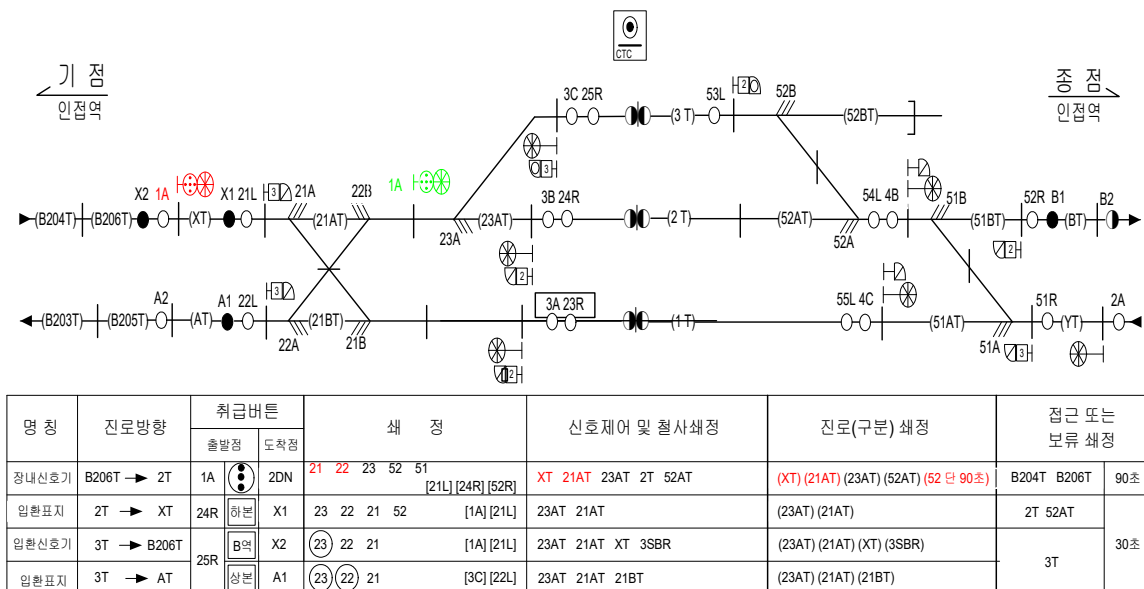 CTC
기 점
인접역
종 점
인접역
3C 25R
(3 T)
53L
2
52B
(52BT)
3
X2 1A
X1 21L
3
21A
22B
1A
3B 24R
54L 4B
51B
52R B1
B2
(B204T)
(B206T)
(XT)
(21AT)
23A
(23AT)
(2 T)
(52AT)
52A
(51BT)
(BT)
2
2
A2
A1 22L
3
3A 23R
55L 4C
51R
2A
(B203T)
(B205T)
(AT)
22A
(21BT)
21B
(1 T)
(51AT)
51A
(YT)
2
3
명 칭
진로방향
취급버튼
출발점
도착점
쇄 정
신호제어 및 철사쇄정
진로(구분) 쇄정
접근 또는
보류 쇄정
장내신호기 B206T → 2T 1A 2DN 21 22 23 52 51 [21L] [24R] [52R] XT 21AT 23AT 2T 52AT (XT) (21AT) (23AT) (52AT) (52 단 90초) B204T B206T 90초
입환표지 2T → XT 24R 하본 X1 23 22 21 52 [1A] [21L] 23AT 21AT (23AT) (21AT) 2T 52AT
입환신호기 3T → B206T 25R B역 X2 23 22 21 [1A] [21L] 23AT 21AT XT 3SBR (23AT) (21AT) (XT) (3SBR) 3T 30초
입환표지 3T → AT 상본 A1 23 22 21 [3C] [22L] 23AT 21AT 21BT (23AT) (21AT) (21BT)